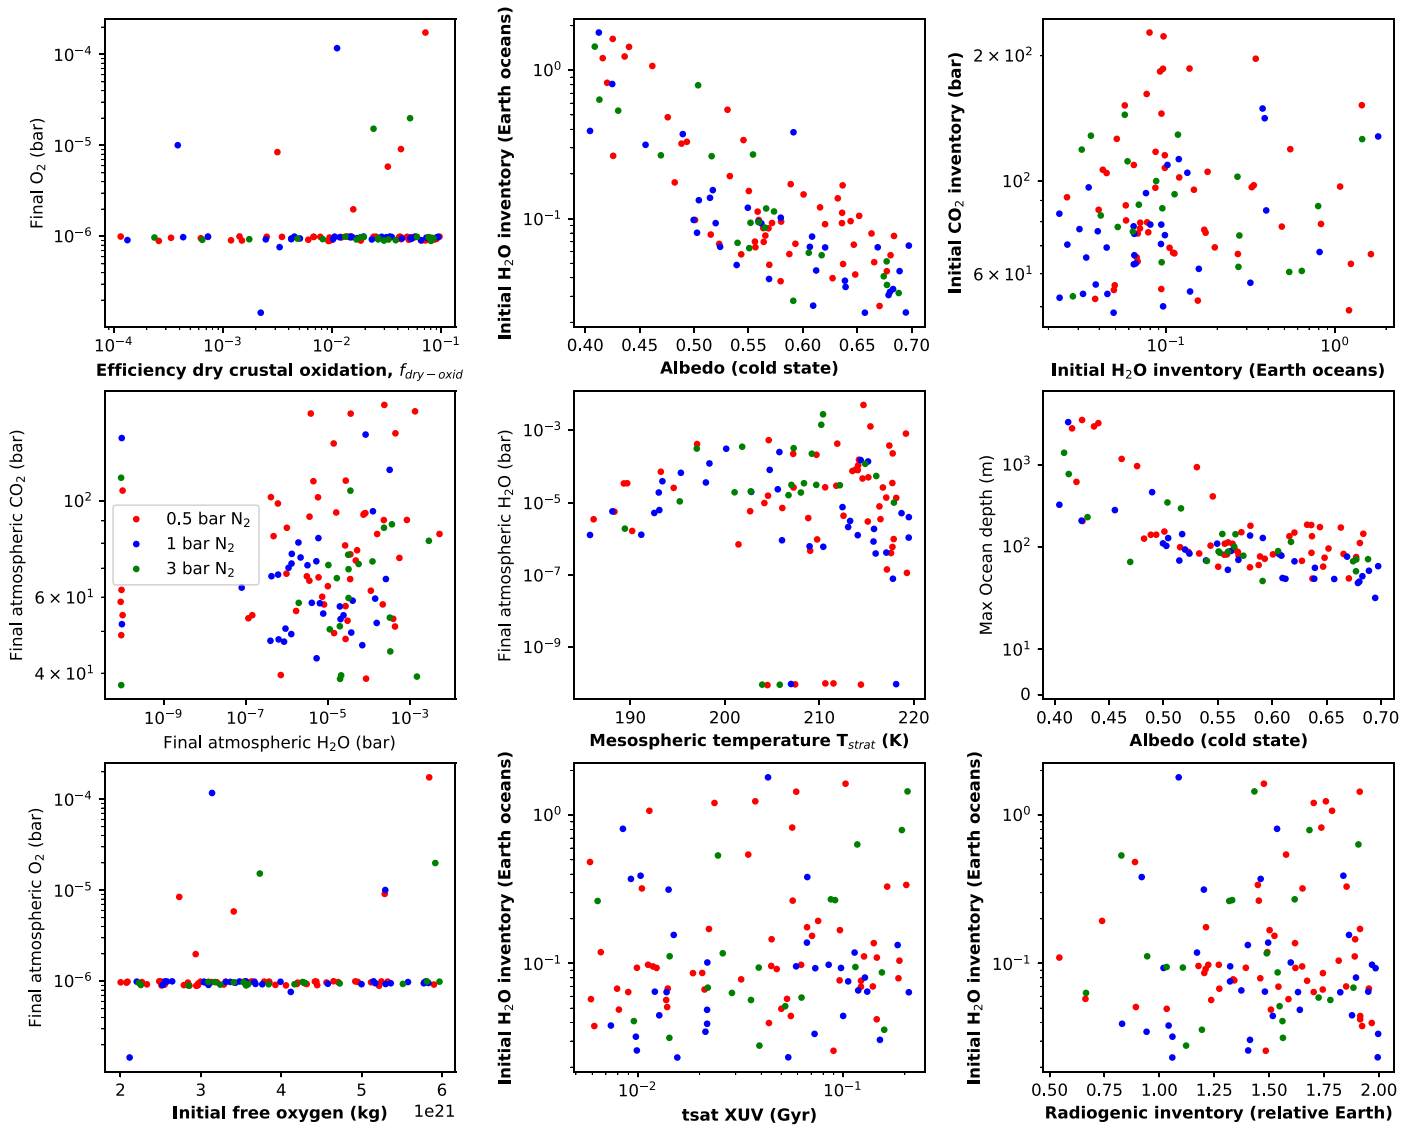 Final O₂ (bar)
10⁻⁴
10⁻⁵
10⁻⁶
10⁻⁴
10⁻³
10⁻²
10⁻¹
Efficiency dry crustal oxidation, f_dry−oxid
Initial H₂O inventory (Earth oceans)
10⁰
10⁻¹
0.40
0.45
0.50
0.55
0.60
0.65
0.70
Albedo (cold state)
Initial CO₂ inventory (bar)
2 × 10²
10²
6 × 10¹
10⁻¹
10⁰
Initial H₂O inventory (Earth oceans)
Final atmospheric CO₂ (bar)
10²
6 × 10¹
4 × 10¹
0.5 bar N₂
1 bar N₂
3 bar N₂
10⁻⁹
10⁻⁷
10⁻⁵
10⁻³
Final atmospheric H₂O (bar)
Final atmospheric H₂O (bar)
10⁻³
10⁻⁵
10⁻⁷
10⁻⁹
190
200
210
220
Mesospheric temperature T_strat (K)
Max Ocean depth (m)
10³
10²
10¹
0
0.40
0.45
0.50
0.55
0.60
0.65
0.70
Albedo (cold state)
Final atmospheric O₂ (bar)
10⁻⁴
10⁻⁵
10⁻⁶
2
3
4
5
6
1e21
Initial free oxygen (kg)
Initial H₂O inventory (Earth oceans)
10⁰
10⁻¹
10⁻²
10⁻¹
tsat XUV (Gyr)
Initial H₂O inventory (Earth oceans)
10⁰
10⁻¹
0.50
0.75
1.00
1.25
1.50
1.75
2.00
Radiogenic inventory (relative Earth)